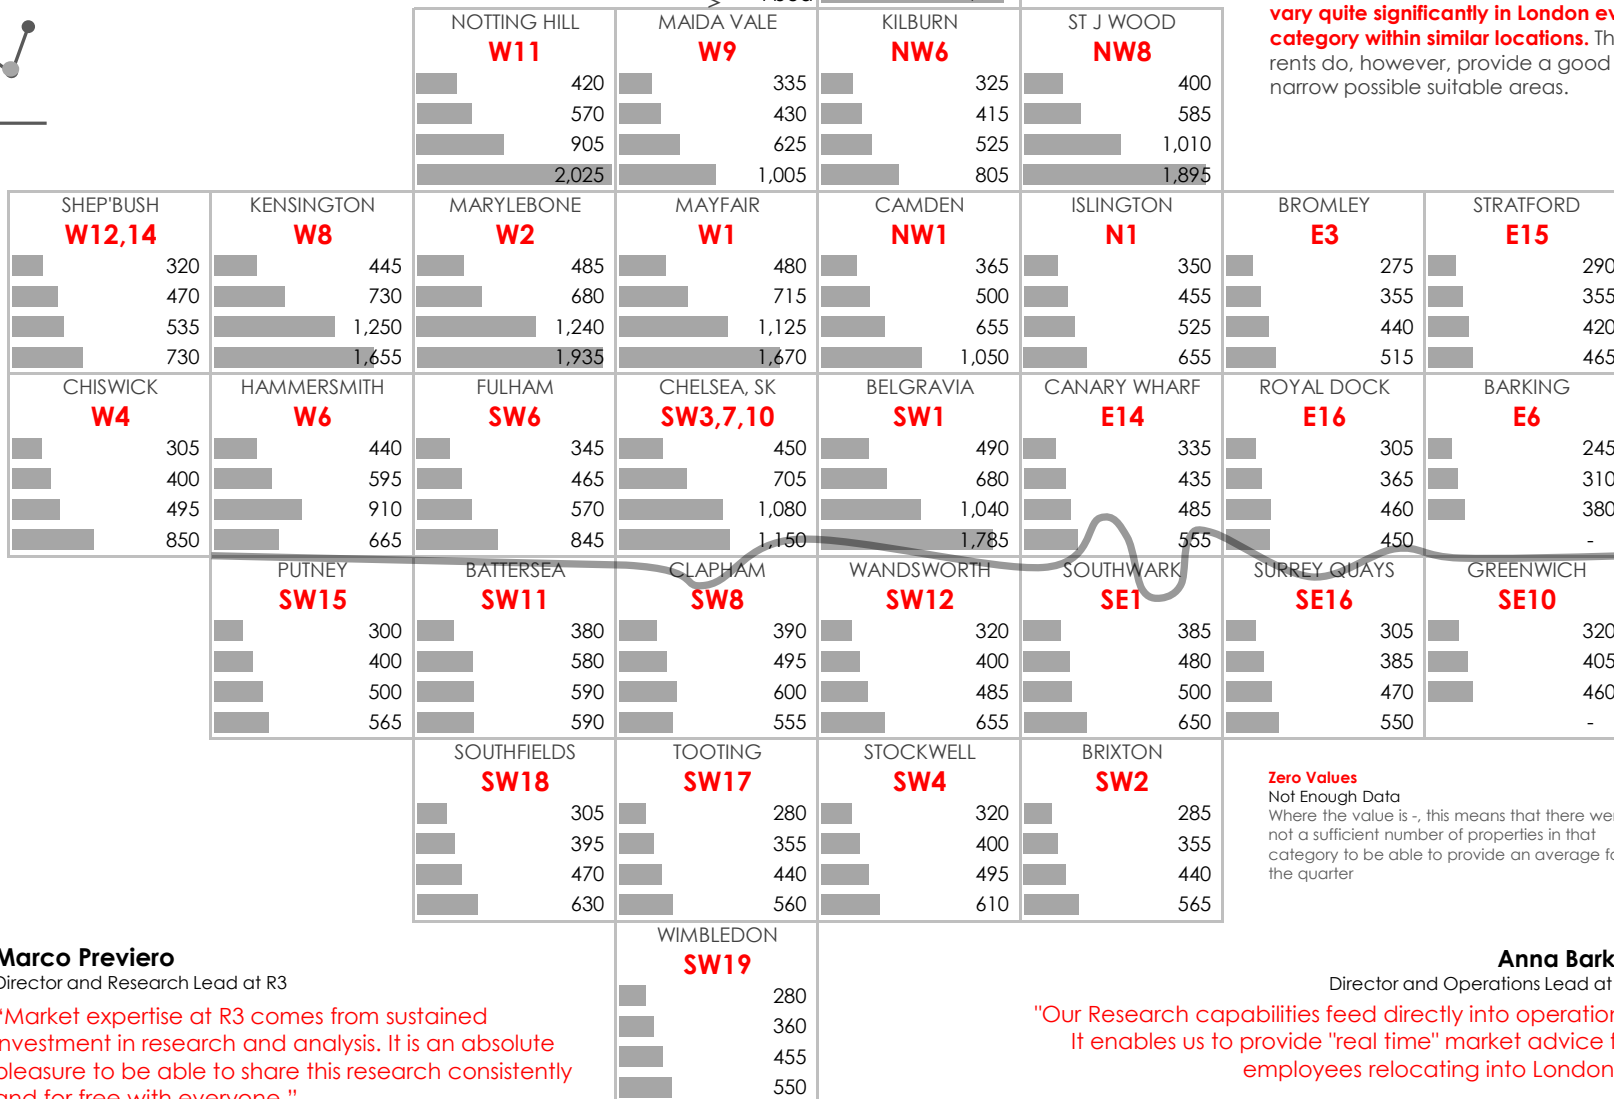 vary quite significantly in London ev
category within similar locations. Th
rents do, however, provide a good
narrow possible suitable areas.
NOTTING HILL
W11
420
570
905
2,025
MAIDA VALE
W9
335
430
625
1,005
KILBURN
NW6
325
415
525
805
ST J WOOD
NW8
400
585
1,010
1,895
SHEP'BUSH
W12,14
320
470
535
730
KENSINGTON
W8
445
730
1,250
1,655
MARYLEBONE
W2
485
680
1,240
1,935
MAYFAIR
W1
480
715
1,125
1,670
CAMDEN
NW1
365
500
655
1,050
ISLINGTON
N1
350
455
525
655
BROMLEY
E3
275
355
440
515
STRATFORD
E15
290
355
420
465
CHISWICK
W4
305
400
495
850
HAMMERSMITH
W6
440
595
910
665
FULHAM
SW6
345
465
570
845
CHELSEA, SK
SW3,7,10
450
705
1,080
1,150
BELGRAVIA
SW1
490
680
1,040
1,785
CANARY WHARF
E14
335
435
485
555
ROYAL DOCK
E16
305
365
460
450
BARKING
E6
245
310
380
-
PUTNEY
SW15
300
400
500
565
BATTERSEA
SW11
380
580
590
590
CLAPHAM
SW8
390
495
600
555
WANDSWORTH
SW12
320
400
485
655
SOUTHWARK
SE1
385
480
500
650
SURREY QUAYS
SE16
305
385
470
550
GREENWICH
SE10
320
405
460
-
SOUTHFIELDS
SW18
305
395
470
630
TOOTING
SW17
280
355
440
560
STOCKWELL
SW4
320
400
495
610
BRIXTON
SW2
285
355
440
565
Zero Values
Not Enough Data
Where the value is -, this means that there wer
not a sufficient number of properties in that
category to be able to provide an average fo
the quarter
WIMBLEDON
SW19
280
360
455
550
Marco Previero
Director and Research Lead at R3
"Market expertise at R3 comes from sustained
investment in research and analysis. It is an absolute
pleasure to be able to share this research consistently
and for free with everyone."
Anna Bark
Director and Operations Lead at
"Our Research capabilities feed directly into operation
It enables us to provide "real time" market advice t
employees relocating into London